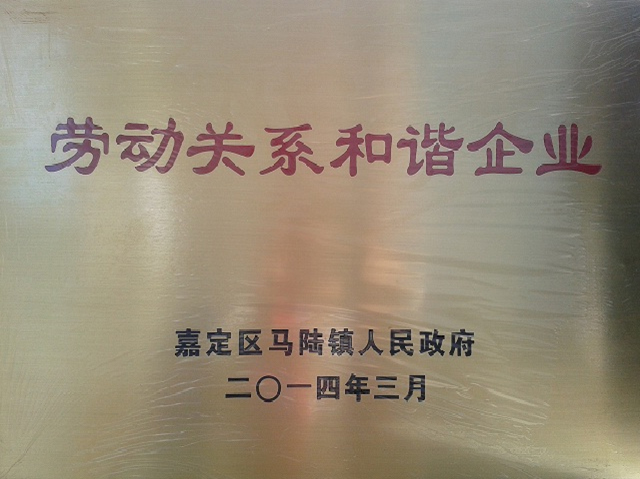 劳动关系和谐企业
嘉定区马陆镇人民政府
二〇一四年三月